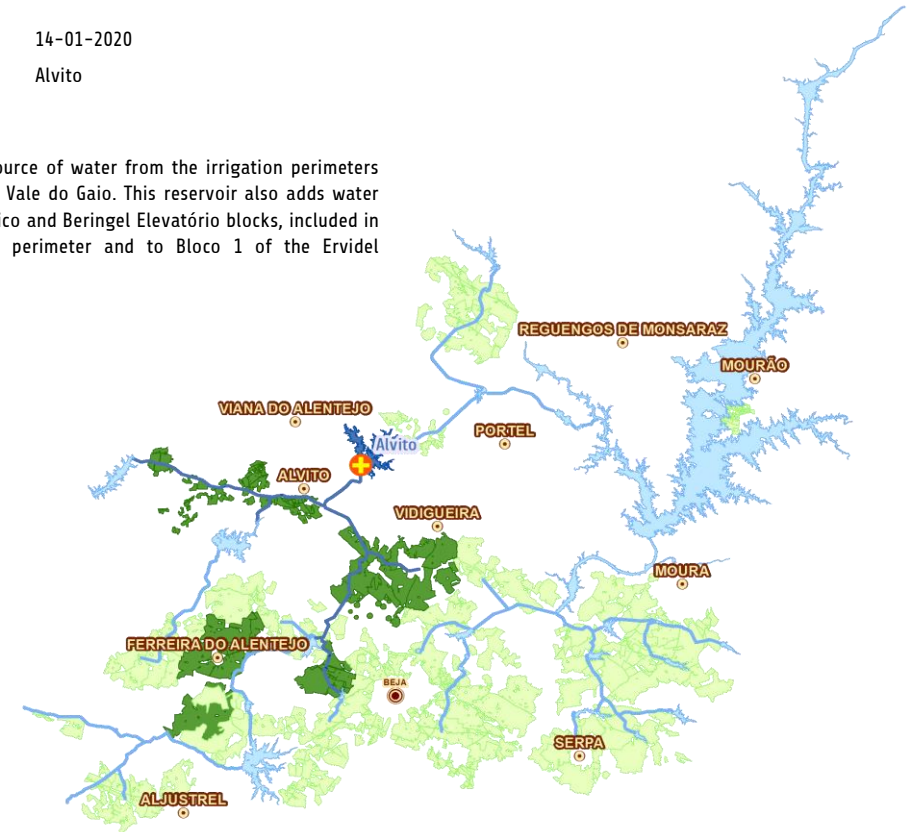 14-01-2020
Alvito
ource of water from the irrigation perimeters
Vale do Gaio. This reservoir also adds water
ico and Beringel Elevatório blocks, included in
perimeter and to Bloco 1 of the Ervidel
REGUENGOS DE MONSARAZ
MOURÃO
VIANA DO ALENTEJO
Alvito
PORTEL
ALVITO
VIDIGUEIRA
MOURA
FERREIRA DO ALENTEJO
BEJA
SERPA
ALJUSTREL